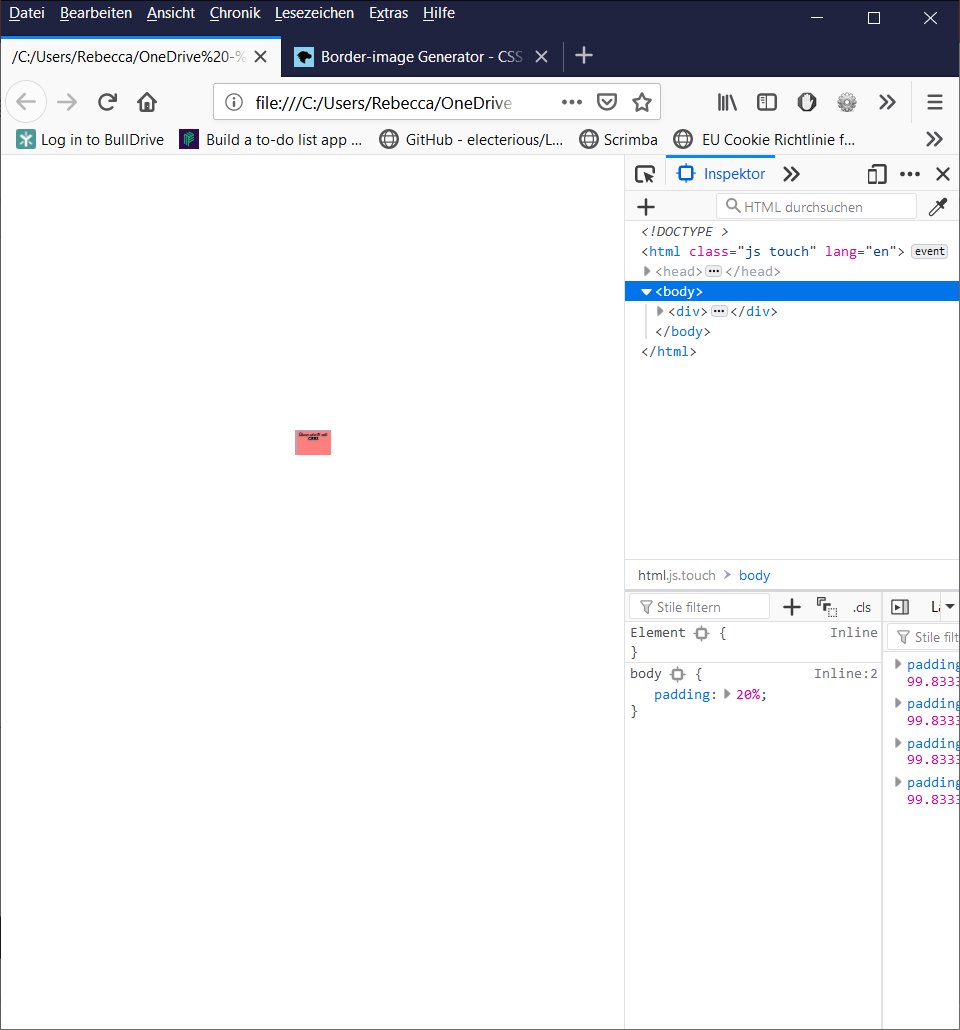 Datei Bearbeiten Ansicht Chronik Lesezeichen Extras Hilfe
/C:/Users/Rebecca/OneDrive%20-% Border-image Generator - CSS
file:///C:/Users/Rebecca/OneDrive
Log in to BullDrive Build a to-do list app ... GitHub - electerious/L... Scrimba EU Cookie Richtlinie f...
Inspektor
HTML durchsuchen
<!DOCTYPE >
<html class="js touch" lang="en"> event
<head>•••</head>
<body>
<div>•••</div>
</body>
</html>
html.js.touch > body
Stile filtern + .cls
Element { Inline
}
body { Inline:2
padding: 20%;
}
Stile filt
padding
99.8333
padding
99.8333
padding
99.8333
padding
99.8333